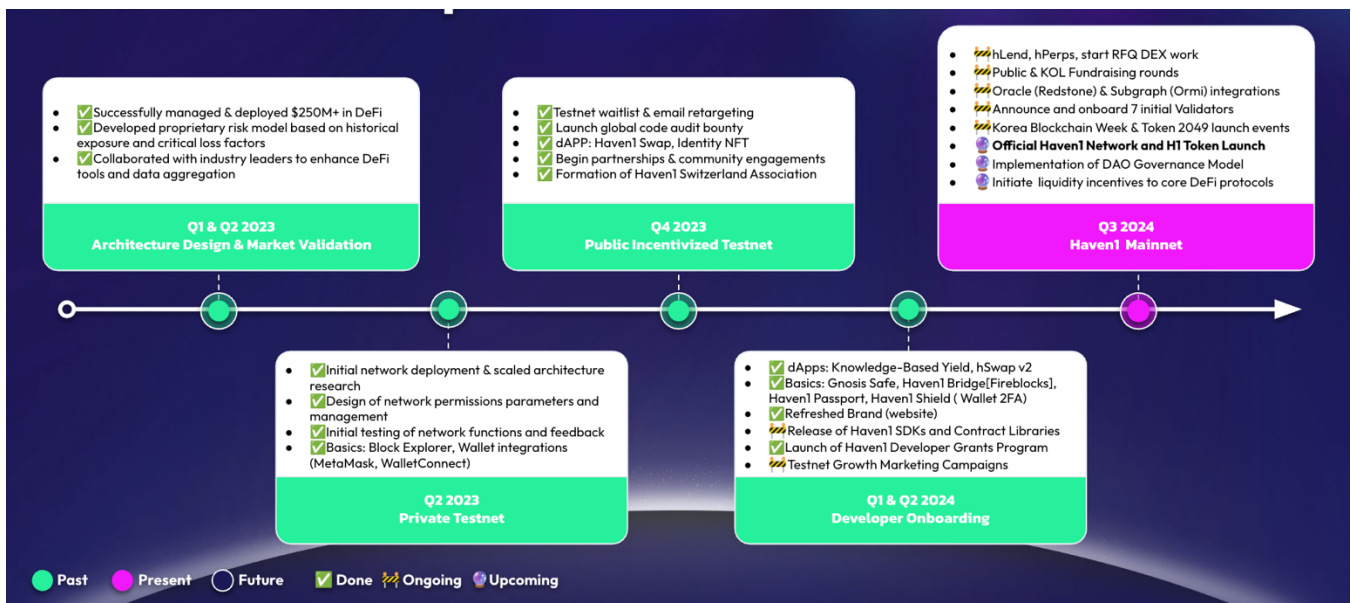 • ✅Successfully managed & deployed $250M+ in DeFi
• ✅Developed proprietary risk model based on historical
exposure and critical loss factors
• ✅Collaborated with industry leaders to enhance DeFi
tools and data aggregation
Q1 & Q2 2023
Architecture Design & Market Validation
• ✅Initial network deployment & scaled architecture
research
• ✅Design of network permissions parameters and
management
• ✅Initial testing of network functions and feedback
• ✅Basics: Block Explorer, Wallet integrations
(MetaMask, WalletConnect)
Q2 2023
Private Testnet
• ✅Testnet waitlist & email retargeting
• ✅ Launch global code audit bounty
• ✅ dAPP: Haven1 Swap, Identity NFT
• ✅ Begin partnerships & community engagements
• ✅ Formation of Haven1 Switzerland Association
Q4 2023
Public Incentivized Testnet
• ✅ dApps: Knowledge-Based Yield, hSwap v2
• ✅Basics: Gnosis Safe, Haven1 Bridge[Fireblocks],
Haven1 Passport, Haven1 Shield ( Wallet 2FA)
• ✅Refreshed Brand (website)
• 🚧Release of Haven1 SDKs and Contract Libraries
• ✅Launch of Haven1 Developer Grants Program
• 🚧Testnet Growth Marketing Campaigns
Q1 & Q2 2024
Developer Onboarding
• 🚧hLend, hPerps, start RFQ DEX work
• 🚧Public & KOL Fundraising rounds
• 🚧Oracle (Redstone) & Subgraph (Ormi) integrations
• 🚧Announce and onboard 7 initial Validators
• 🚧Korea Blockchain Week & Token 2049 launch events
• 🔮Official Haven1 Network and H1 Token Launch
• 🔮Implementation of DAO Governance Model
• 🔮Initiate liquidity incentives to core DeFi protocols
Q3 2024
Haven1 Mainnet
Past Present Future ✅ Done 🚧 Ongoing 🔮Upcoming